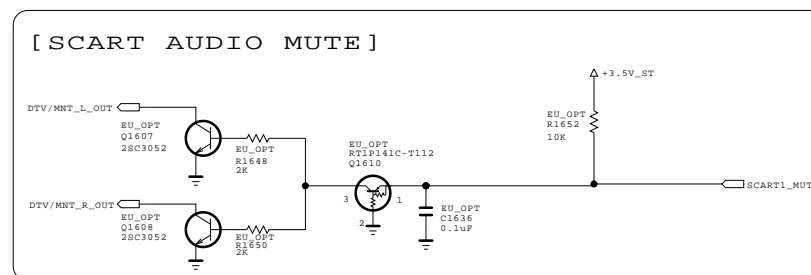 [SCART AUDIO MUTE]
+3.5V_ST
DTV/MNT_L_OUT
EU_OPT
Q1607
2SC3052
EU_OPT
R1648
2K
EU_OPT
RT1P141C-T112
Q1610
EU_OPT
R1652
10K
3
1
2
SCART1_MUT
EU_OPT
C1636
0.1uF
DTV/MNT_R_OUT
EU_OPT
Q1608
2SC3052
EU_OPT
R1650
2K